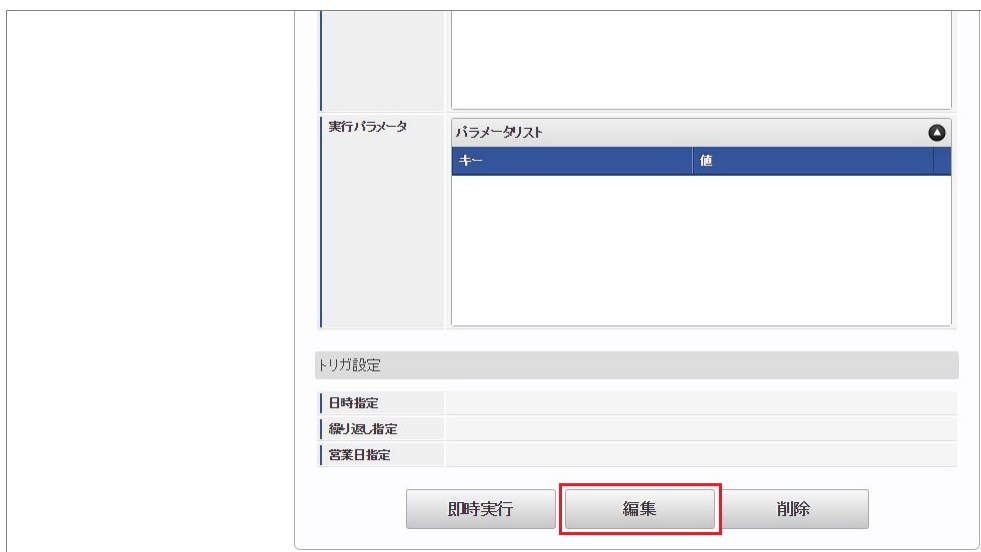 実行パラメータ
パラメータリスト
キー 値
トリガ設定
日時指定
繰り返し指定
営業日指定
即時実行 編集 削除